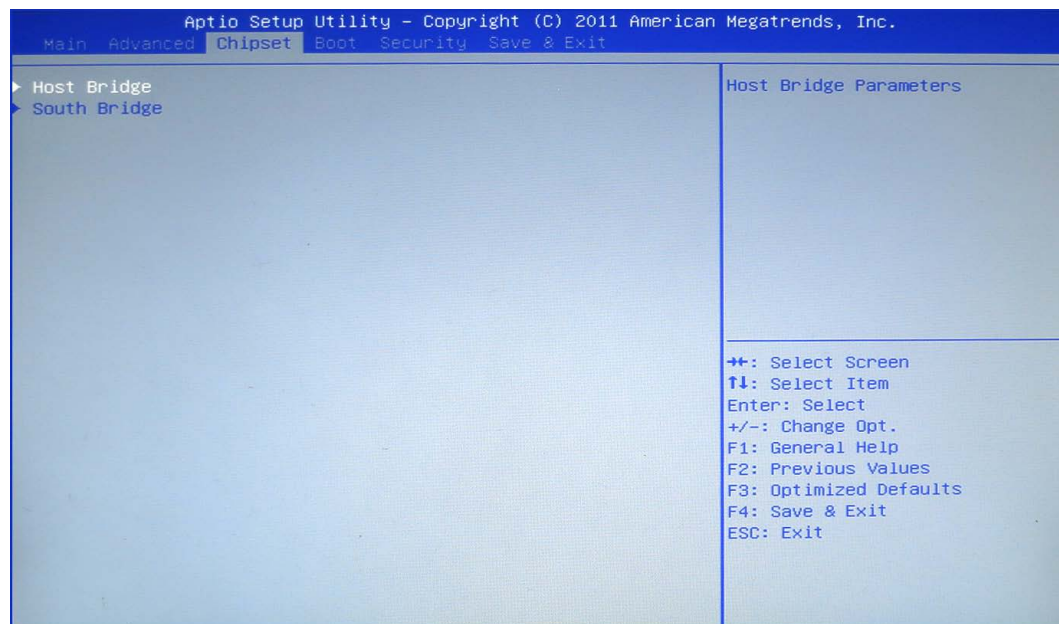 Aptio Setup Utility – Copyright (C) 2011 American Megatrends, Inc.
Main Advanced Chipset Boot Security Save & Exit
▶ Host Bridge
▶ South Bridge
Host Bridge Parameters
→←: Select Screen
↑↓: Select Item
Enter: Select
+/-: Change Opt.
F1: General Help
F2: Previous Values
F3: Optimized Defaults
F4: Save & Exit
ESC: Exit